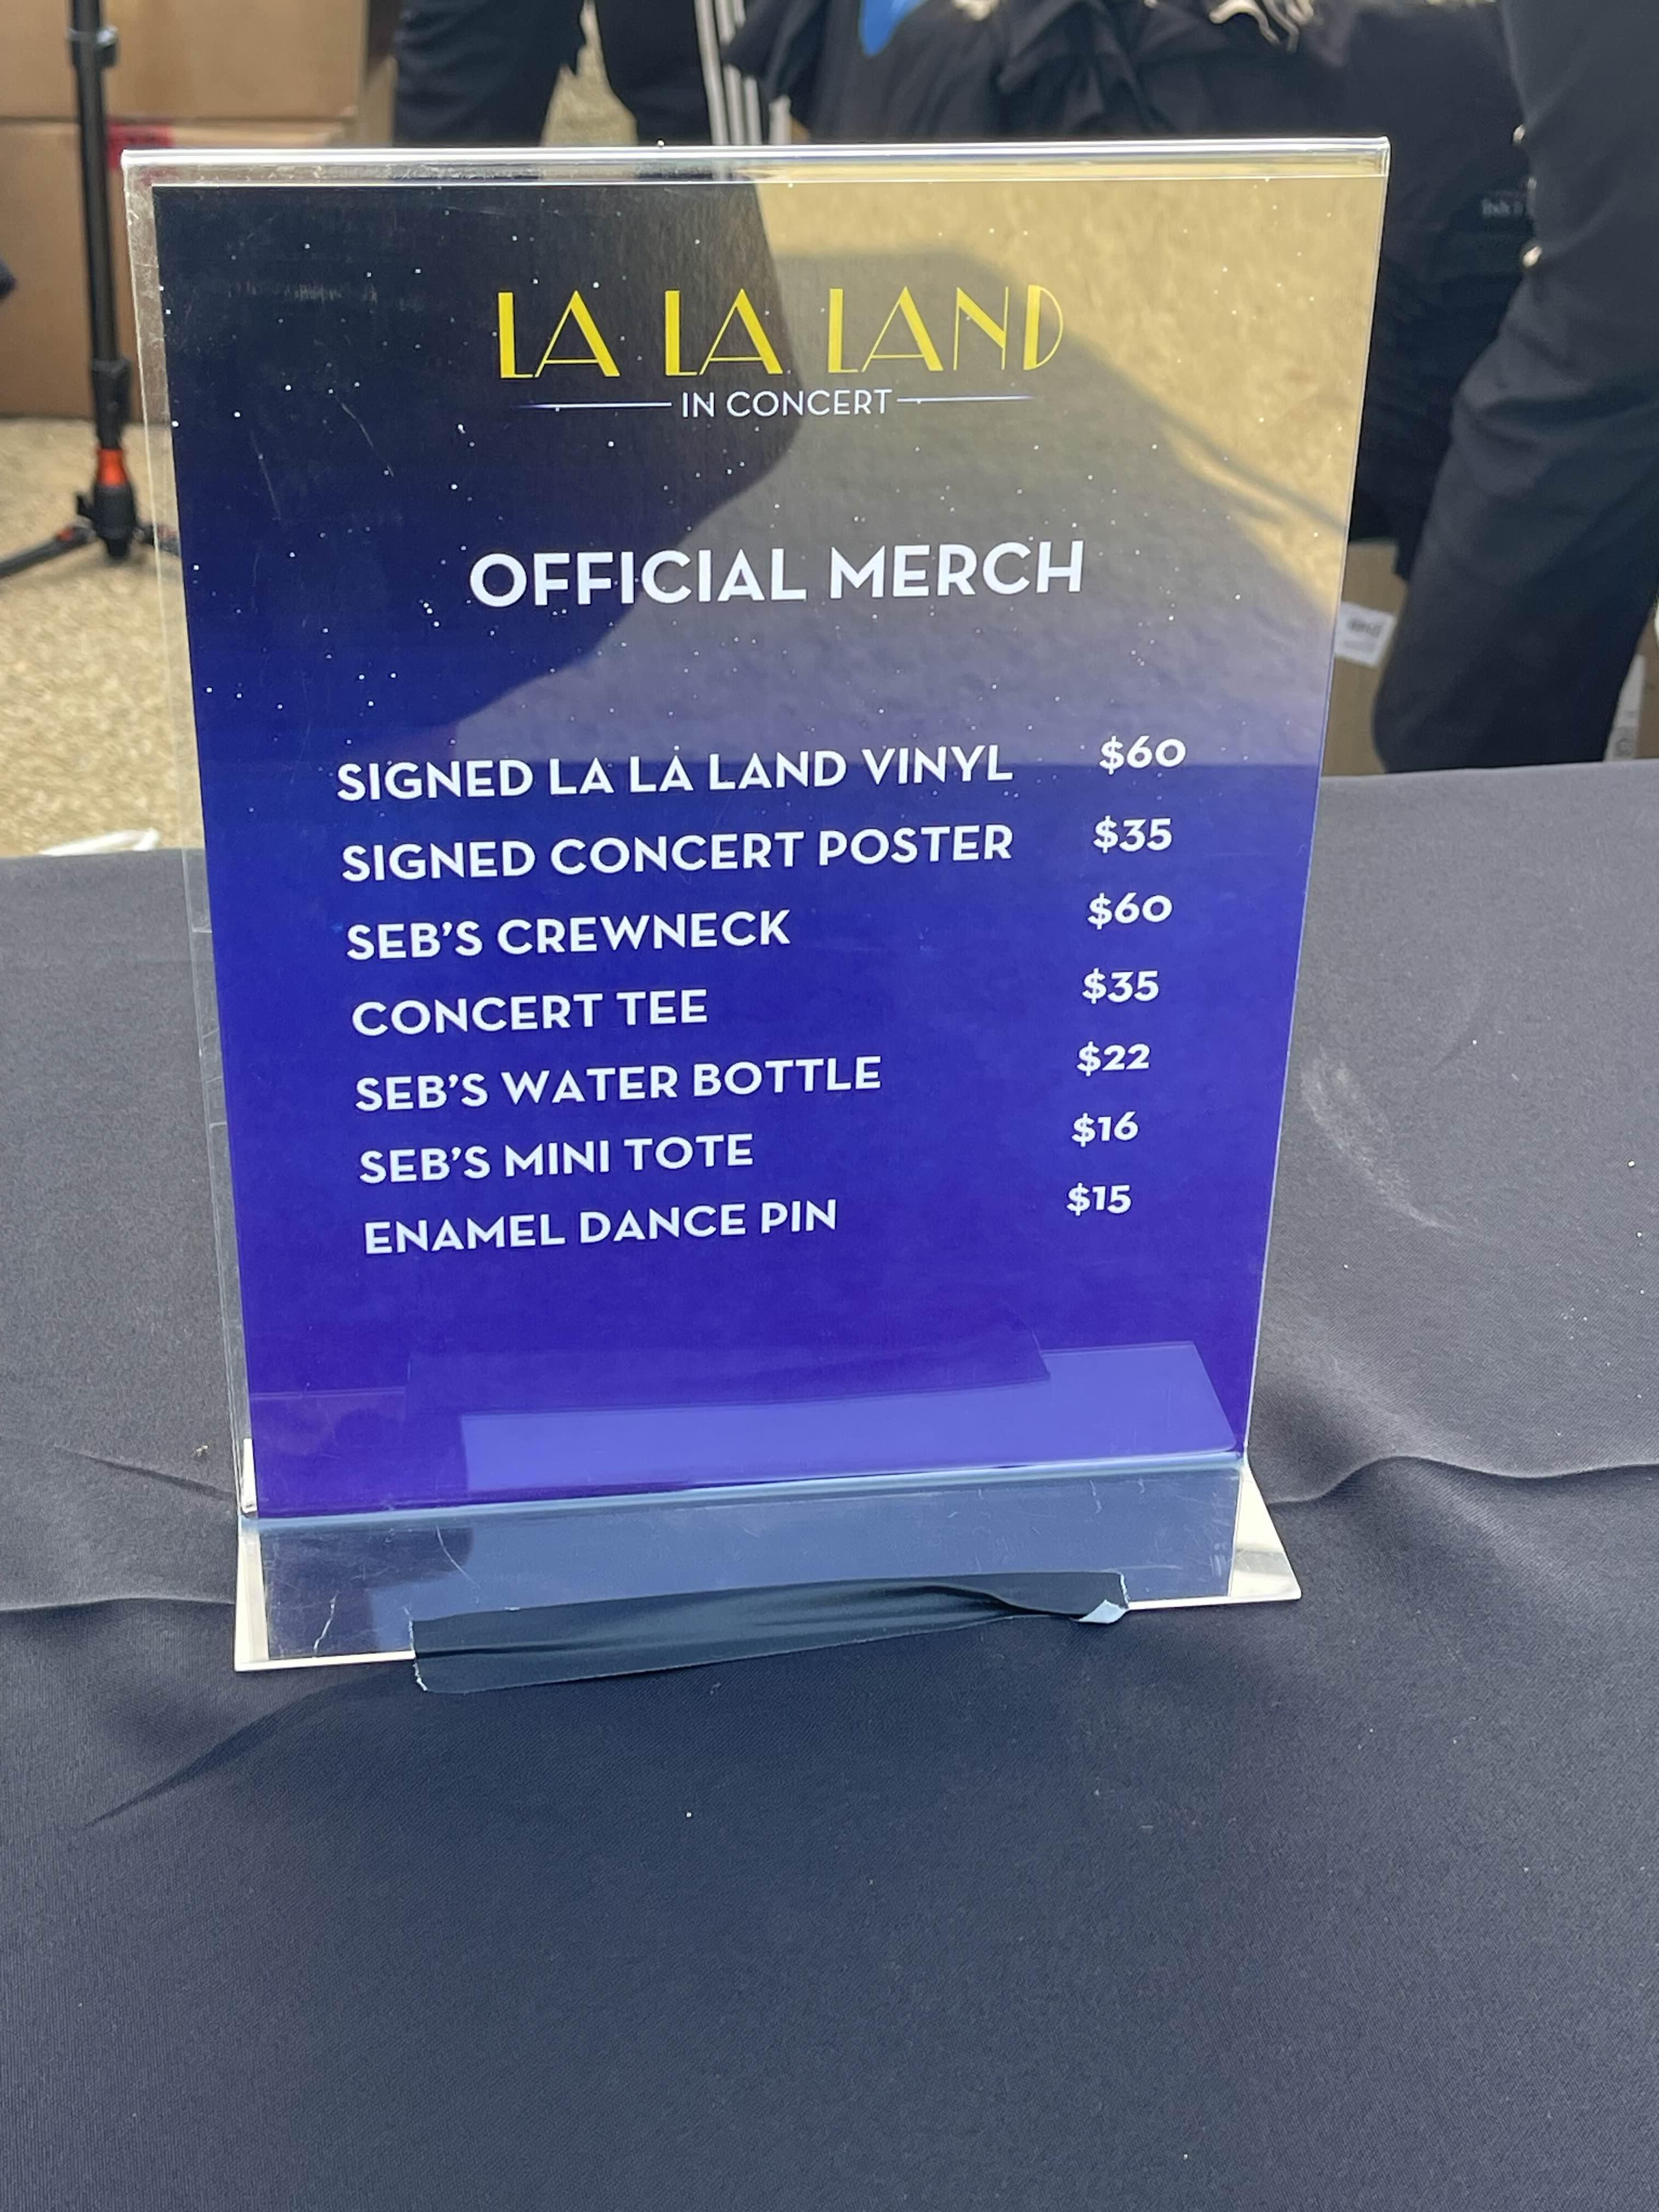 LA LA LAND
IN CONCERT
OFFICIAL MERCH
SIGNED LA LA LAND VINYL $60
SIGNED CONCERT POSTER $35
SEB'S CREWNECK $60
CONCERT TEE $35
SEB'S WATER BOTTLE $22
SEB'S MINI TOTE $16
ENAMEL DANCE PIN $15